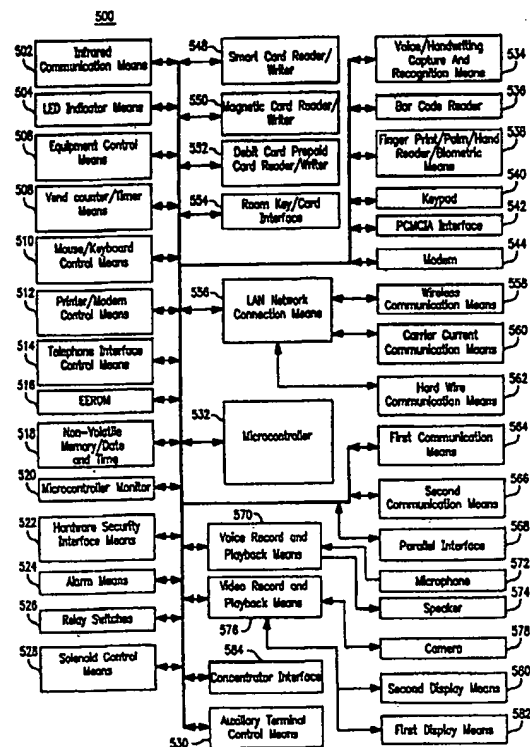 500
502
Infrared
Communication Means
504
LED Indicator Means
506
Equipment Control
Means
508
Vend counter/Timer
Means
510
Mouse/Keyboard
Control Means
512
Printer/Modem
Control Means
514
Telephone Interface
Control Means
516
EEROM
518
Non-Volatile
Memory/Date
and Time
520
Microcontroller Monitor
522
Hardware Security
Interface Means
524
Alarm Means
526
Relay Switches
528
Solenoid Control
Means
548
Smart Card Reader/
Writer
550
Magnetic Card Reader/
Writer
552
Debit Card Prepaid
Card Reader/Writer
554
Room Key/Card
Interface
556
LAN Network
Connection Means
532
Microcontroller
570
Voice Record and
Playback Means
Video Record and
Playback Means
576
584
Concentrator Interface
Auxiliary Terminal
Control Means
530
Voice/Handwriting
Capture And
Recognition Means
534
Bar Code Reader
536
Finger Print/Palm/Hand
Reader/Biometric Means
538
Keypad
540
PCMCIA Interface
542
Modem
544
Wireless
Communication Means
558
Carrier Current
Communication Means
560
Hard Wire
Communication Means
562
First Communication
Means
564
Second
Communication
Means
566
Parallel Interface
568
Microphone
572
Speaker
574
Camera
578
Second Display Means
580
First Display Means
582